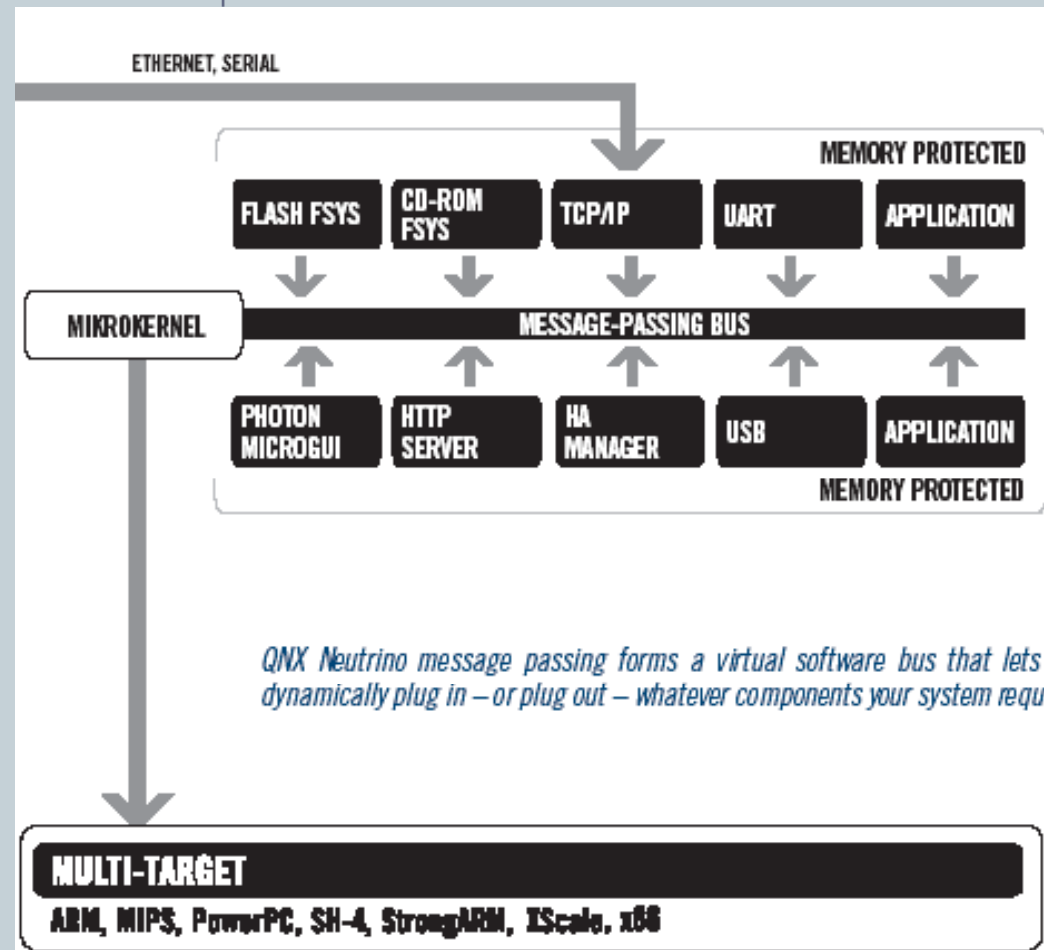 ETHERNET, SERIAL
MEMORY PROTECTED
FLASH FSYS
CD-ROM
FSYS
TCP/IP
UART
APPLICATION
MIKROKERNEL
MESSAGE-PASSING BUS
PHOTON
MICROGUI
HTTP
SERVER
HA
MANAGER
USB
APPLICATION
MEMORY PROTECTED
QNX Neutrino message passing forms a virtual software bus that lets
dynamically plug in – or plug out – whatever components your system requ
MULTI-TARGET
ARM, MIPS, PowerPC, SH-4, StrongARM, XScale, x86